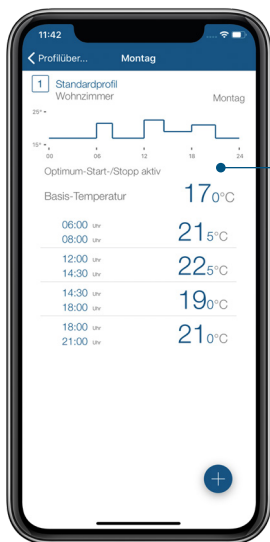 11:42
Profilüber... Montag
1 Standardprofil
Wohnzimmer Montag
25°
15°
00 06 12 18 24
Optimum-Start-/Stopp aktiv
Basis-Temperatur 17 0°C
06:00 UHR
08:00 UHR
21 5°C
12:00 UHR
14:30 UHR
22 5°C
14:30 UHR
18:00 UHR
19 0°C
18:00 UHR
21:00 UHR
21 0°C
+